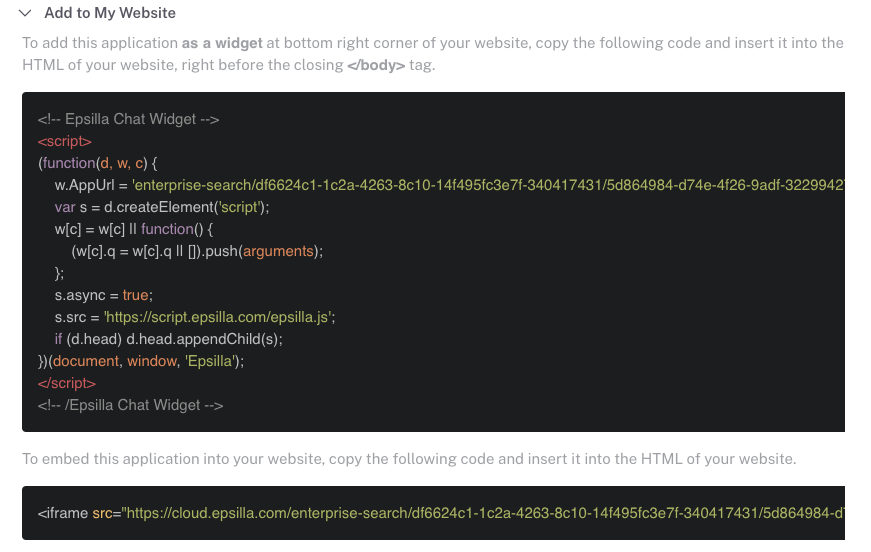 Add to My Website
To add this application as a widget at bottom right corner of your website, copy the following code and insert it into the
HTML of your website, right before the closing </body> tag.
<!-- Epsilla Chat Widget -->
<script>
(function(d, w, c) {
w.AppUrl = 'enterprise-search/df6624c1-1c2a-4263-8c10-14f495fc3e7f-340417431/5d864984-d74e-4f26-9adf-3229942
var s = d.createElement('script');
w[c] = w[c] || function() {
(w[c].q = w[c].q || []).push(arguments);
};
s.async = true;
s.src = 'https://script.epsilla.com/epsilla.js';
if (d.head) d.head.appendChild(s);
})(document, window, 'Epsilla');
</script>
<!-- /Epsilla Chat Widget -->
To embed this application into your website, copy the following code and insert it into the HTML of your website.
<iframe src="https://cloud.epsilla.com/enterprise-search/df6624c1-1c2a-4263-8c10-14f495fc3e7f-340417431/5d864984-d